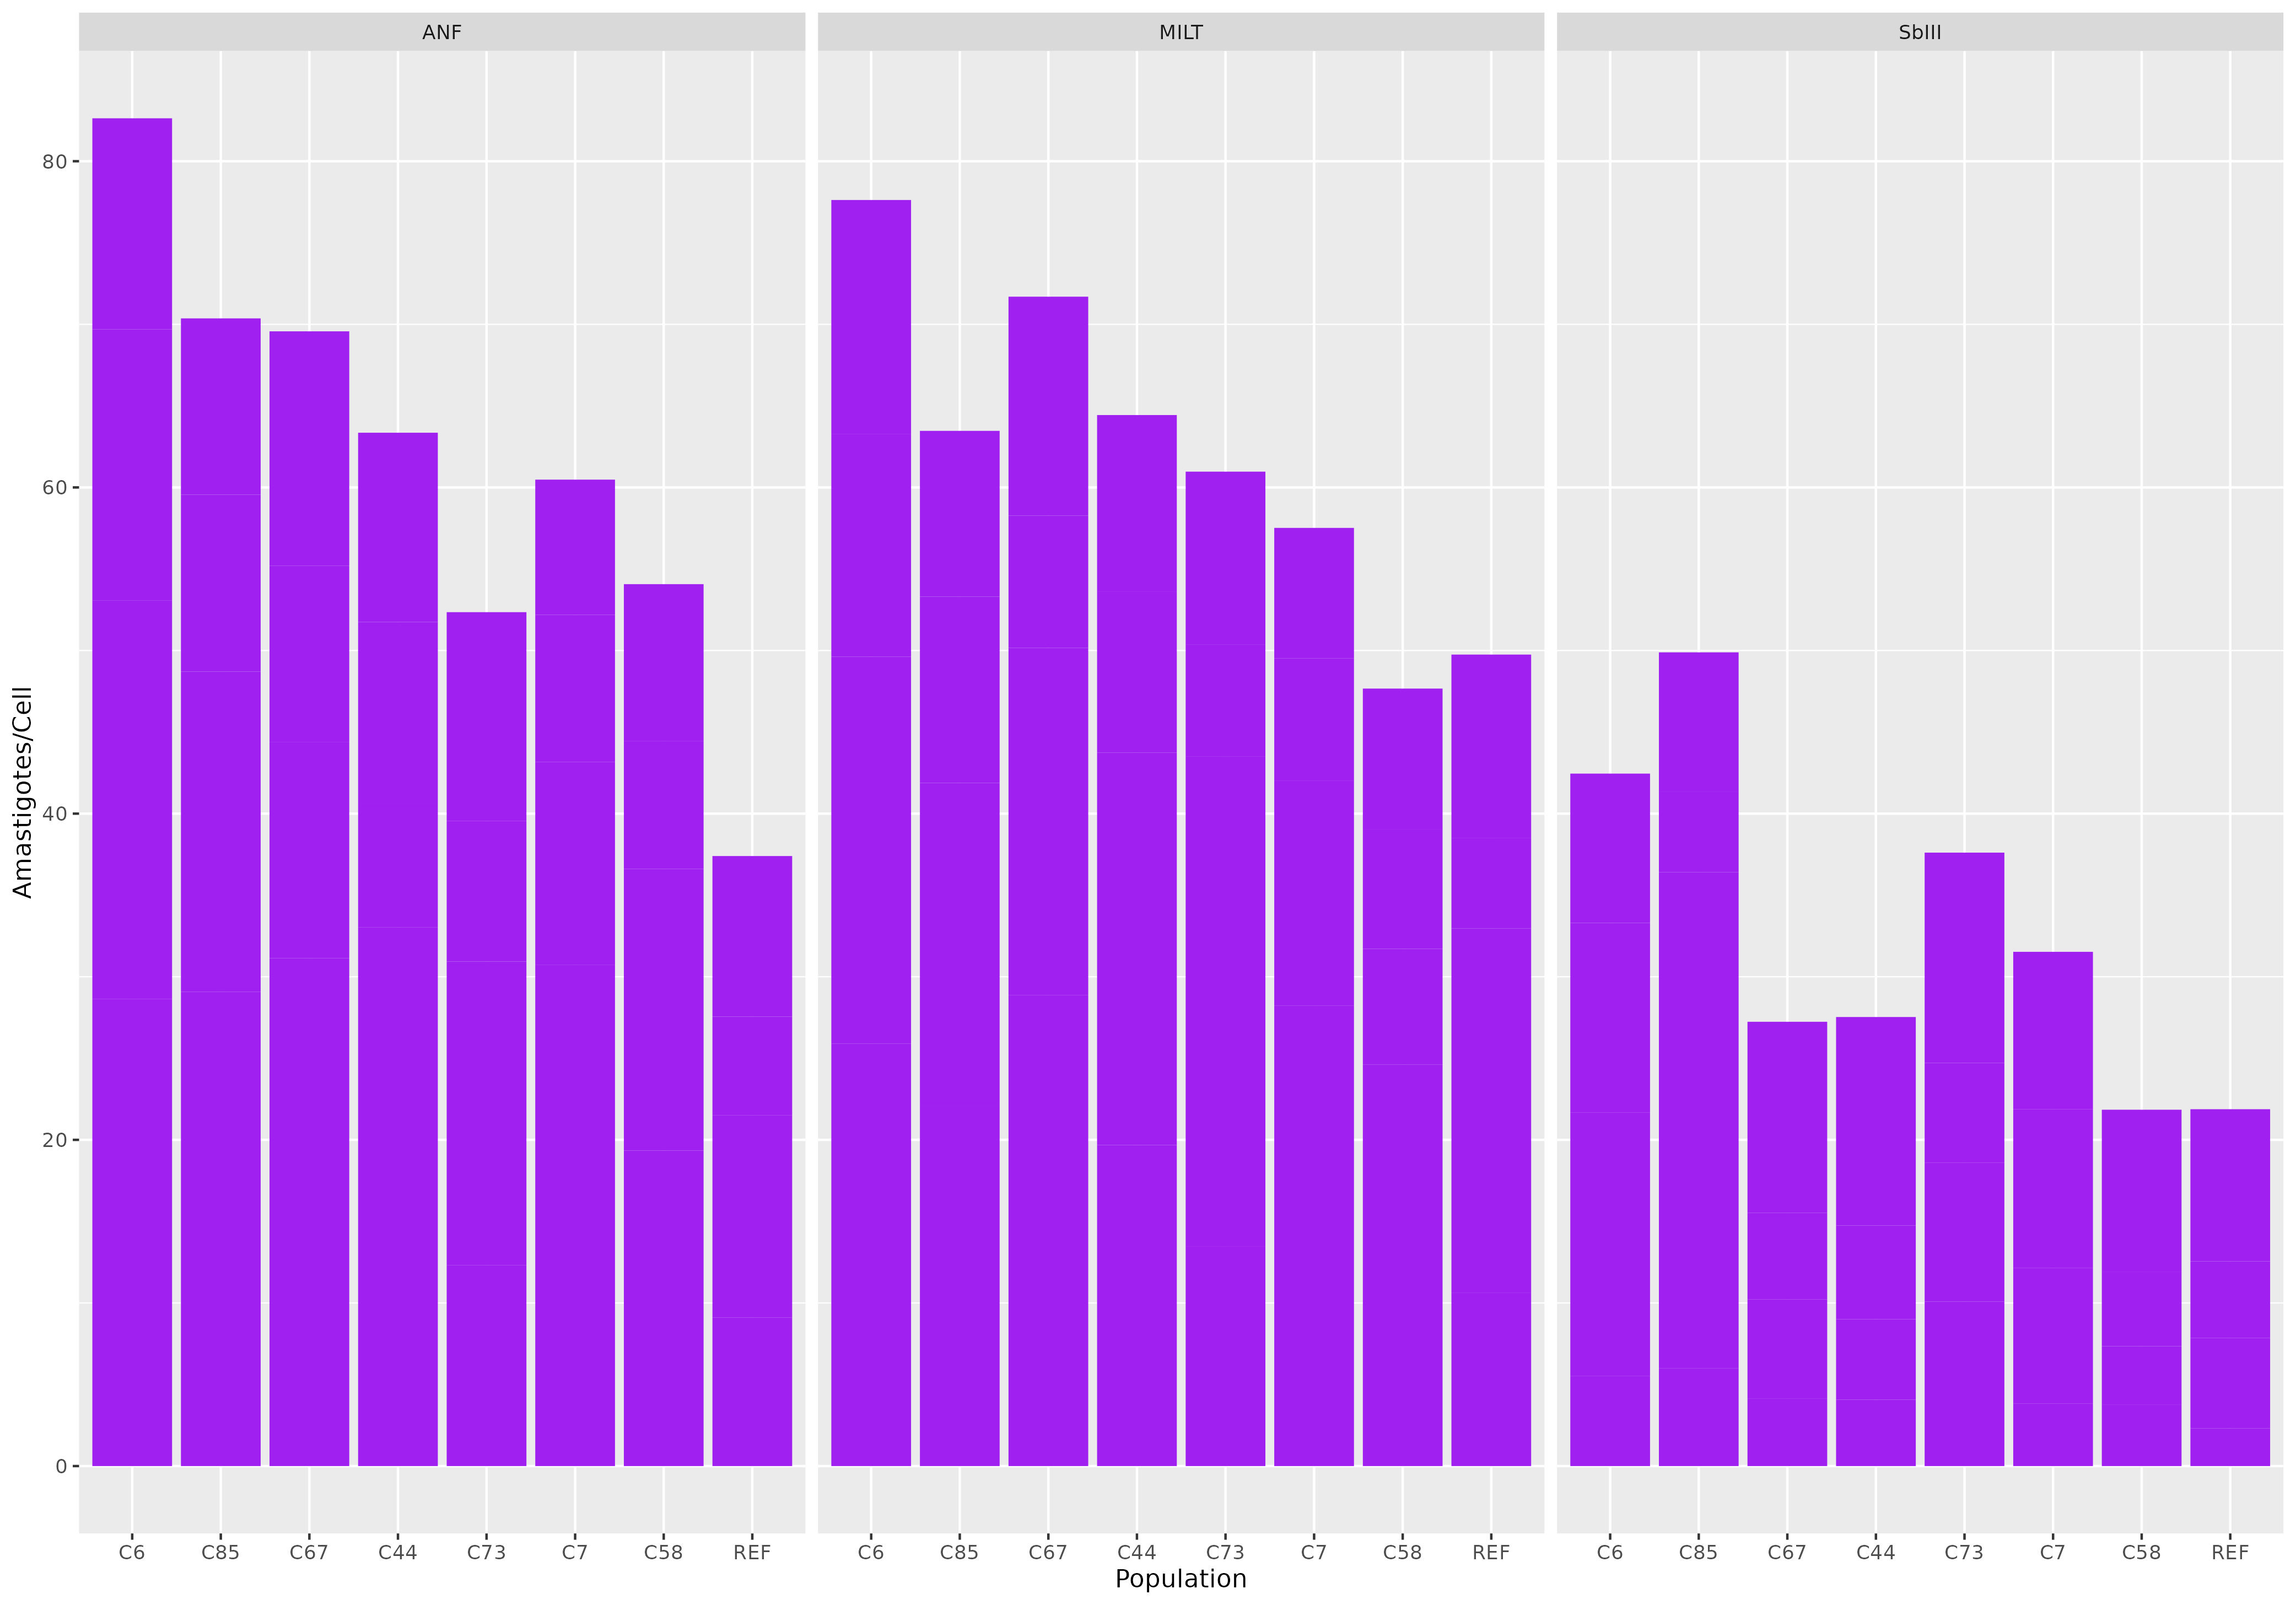 ANF MILT SbIII
Amastigotes/Cell
80
60
40
20
0
C6 C85 C67 C44 C73 C7 C58 REF C6 C85 C67 C44 C73 C7 C58 REF C6 C85 C67 C44 C73 C7 C58 REF
Population